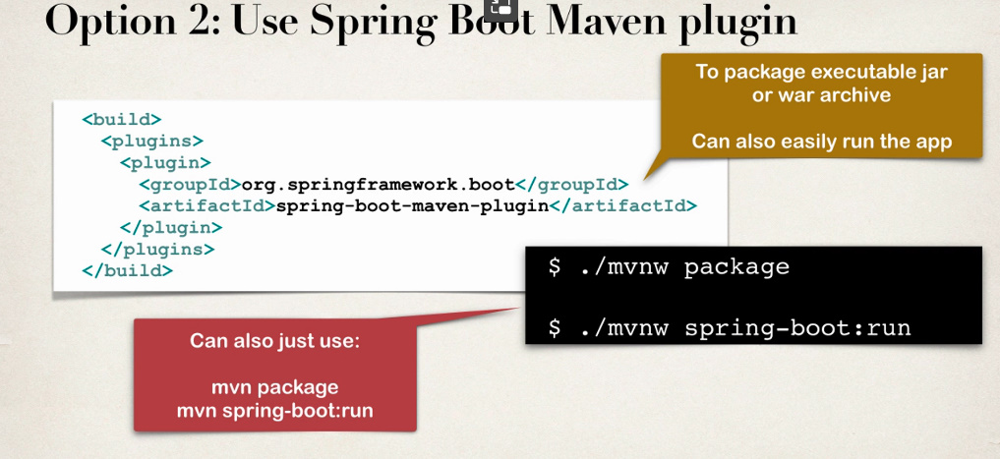 Option 2: Use Spring Boot Maven plugin
To package executable jar
or war archive
Can also easily run the app
<build>
<plugins>
<plugin>
<groupId>org.springframework.boot</groupId>
<artifactId>spring-boot-maven-plugin</artifactId>
</plugin>
</plugins>
</build>
$ ./mvnw package
$ ./mvnw spring-boot:run
Can also just use:
mvn package
mvn spring-boot:run